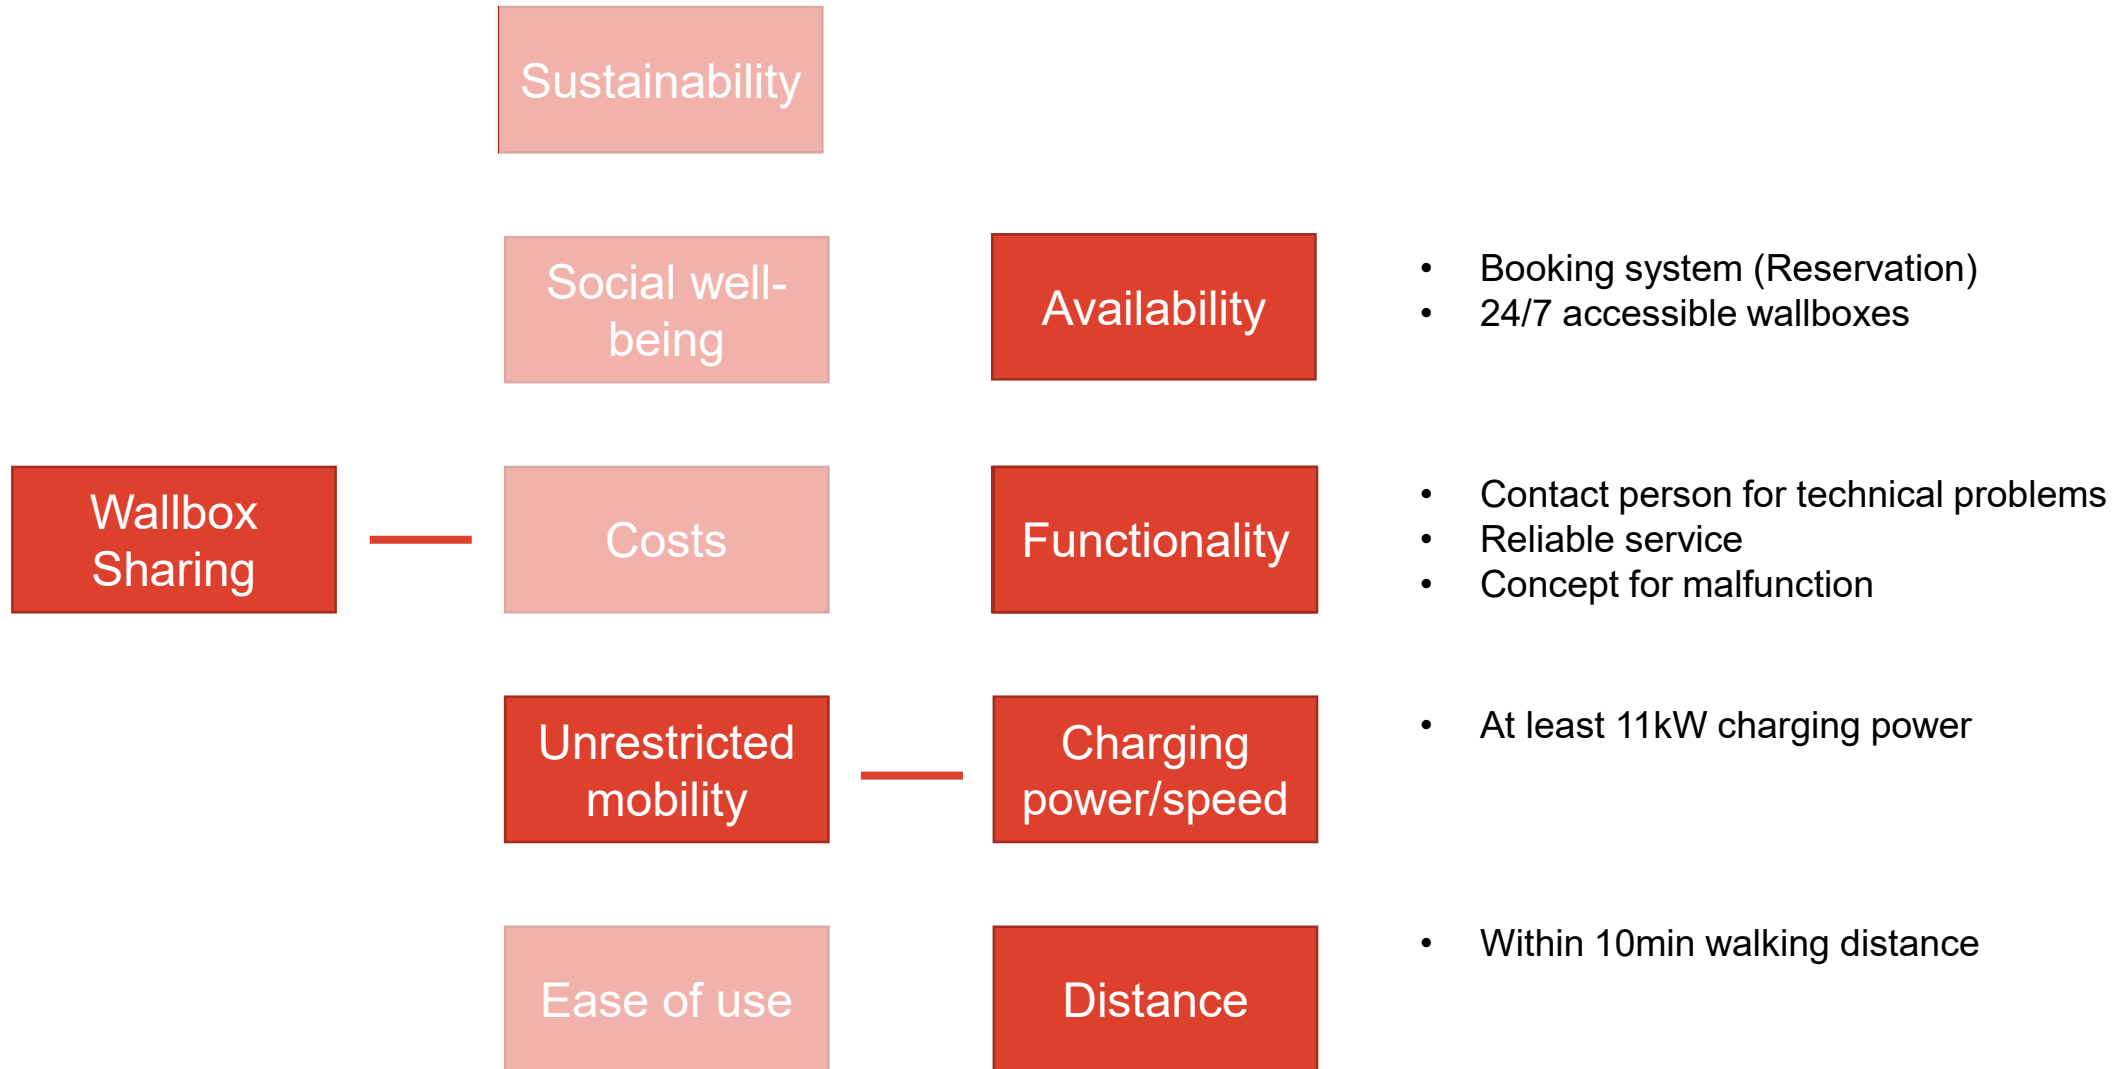 Sustainability
Social well-
being
Availability
• Booking system (Reservation)
• 24/7 accessible wallboxes
Wallbox
Sharing
Costs
Functionality
• Contact person for technical problems
• Reliable service
• Concept for malfunction
Unrestricted
mobility
Charging
power/speed
• At least 11kW charging power
Ease of use
Distance
• Within 10min walking distance